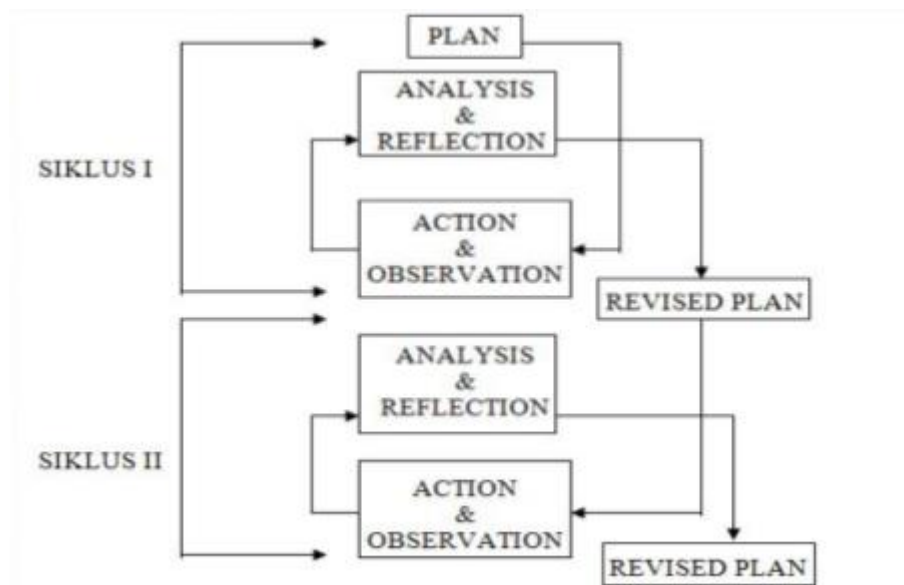 PLAN
ANALYSIS
&
REFLECTION
SIKLUS I
ACTION
&
OBSERVATION
REVISED PLAN
ANALYSIS
&
REFLECTION
SIKLUS II
ACTION
&
OBSERVATION
REVISED PLAN